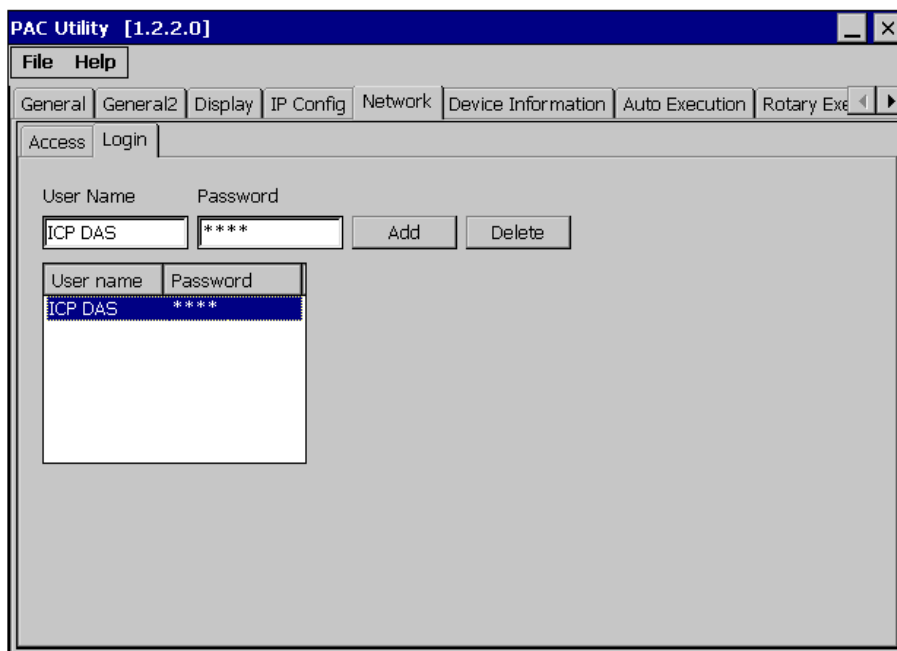 PAC Utility [1.2.2.0]
File Help
General General2 Display IP Config Network Device Information Auto Execution Rotary Exe
Access Login
User Name Password
ICP DAS **** Add Delete
User name Password
ICP DAS ****